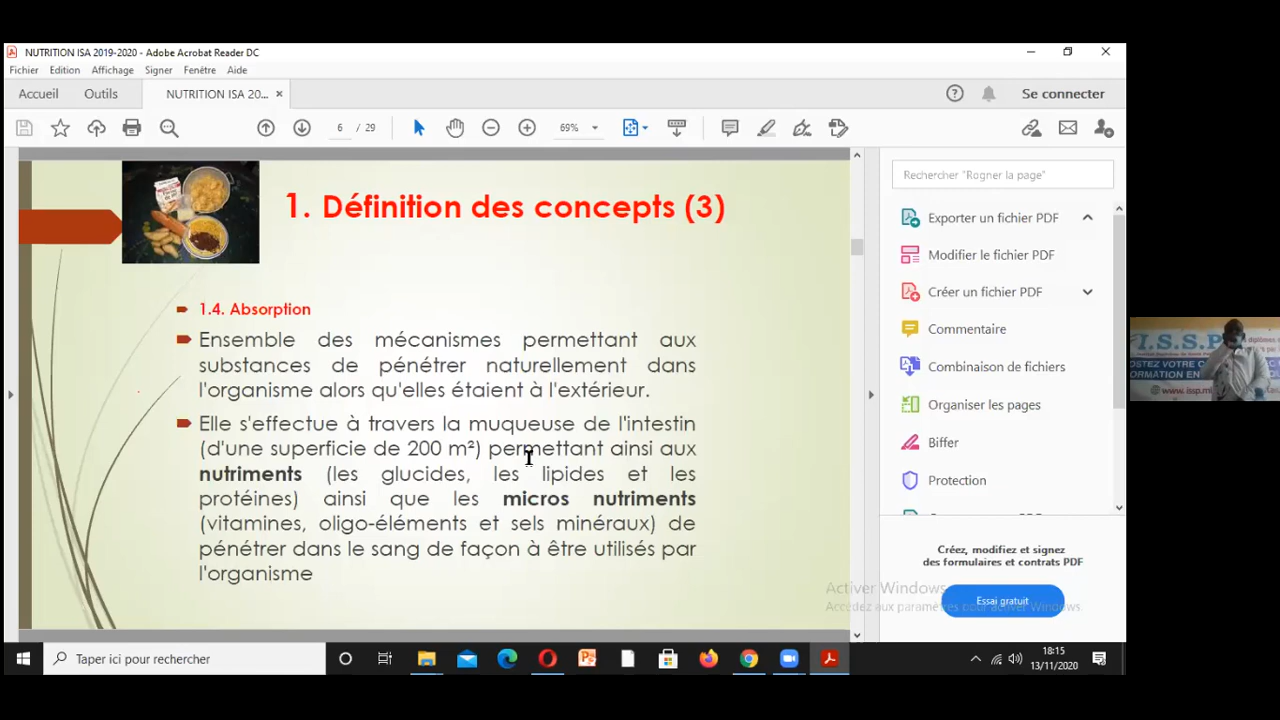 NUTRITION ISA 2019-2020 - Adobe Acrobat Reader DC
Fichier Edition Affichage Signer Fenêtre Aide
Accueil Outils NUTRITION ISA 20... × Se connecter
6 / 29 69%
1. Définition des concepts (3)
1.4. Absorption
Ensemble des mécanismes permettant aux
substances de pénétrer naturellement dans
l'organisme alors qu'elles étaient à l'extérieur.
Elle s'effectue à travers la muqueuse de l'intestin
(d'une superficie de 200 m²) permettant ainsi aux
nutriments (les glucides, les lipides et les
protéines) ainsi que les micros nutriments
(vitamines, oligo-éléments et sels minéraux) de
pénétrer dans le sang de façon à être utilisés par
l'organisme
Rechercher "Rogner la page"
Exporter un fichier PDF
Modifier le fichier PDF
Créer un fichier PDF
Commentaire
Combinaison de fichiers
Organiser les pages
Biffer
Protection
Créez, modifiez et signez
des formulaires et contrats PDF
Essai gratuit
Activer Windows
Accédez aux paramètres pour activer Windows.
I.S.S.P
Taper ici pour rechercher
18:15
13/11/2020